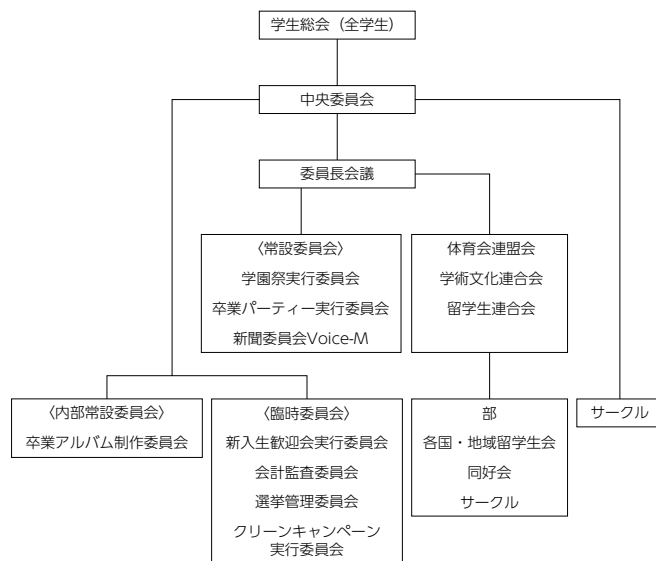 学生総会（全学生）
中央委員会
委員長会議
〈常設委員会〉
学園祭実行委員会
卒業パーティー実行委員会
新聞委員会Voice-M
体育会連盟会
学術文化連合会
留学生連合会
〈内部常設委員会〉
卒業アルバム制作委員会
〈臨時委員会〉
新入生歓迎会実行委員会
会計監査委員会
選挙管理委員会
クリーンキャンペーン
実行委員会
部
各国・地域留学生会
同好会
サークル
サークル